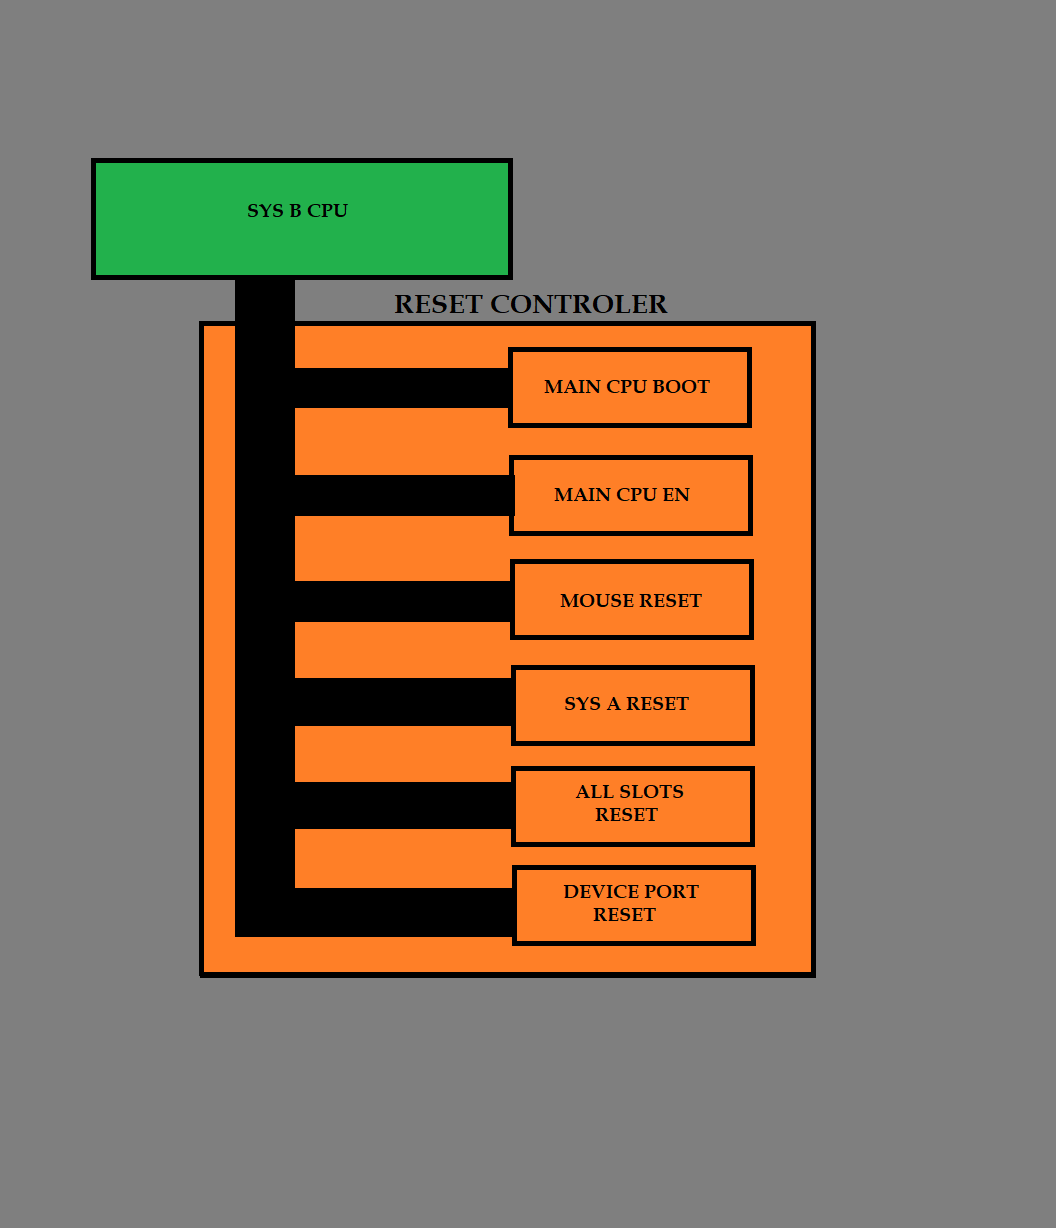 SYS B CPU
RESET CONTROLER
MAIN CPU BOOT
MAIN CPU EN
MOUSE RESET
SYS A RESET
ALL SLOTS
RESET
DEVICE PORT
RESET